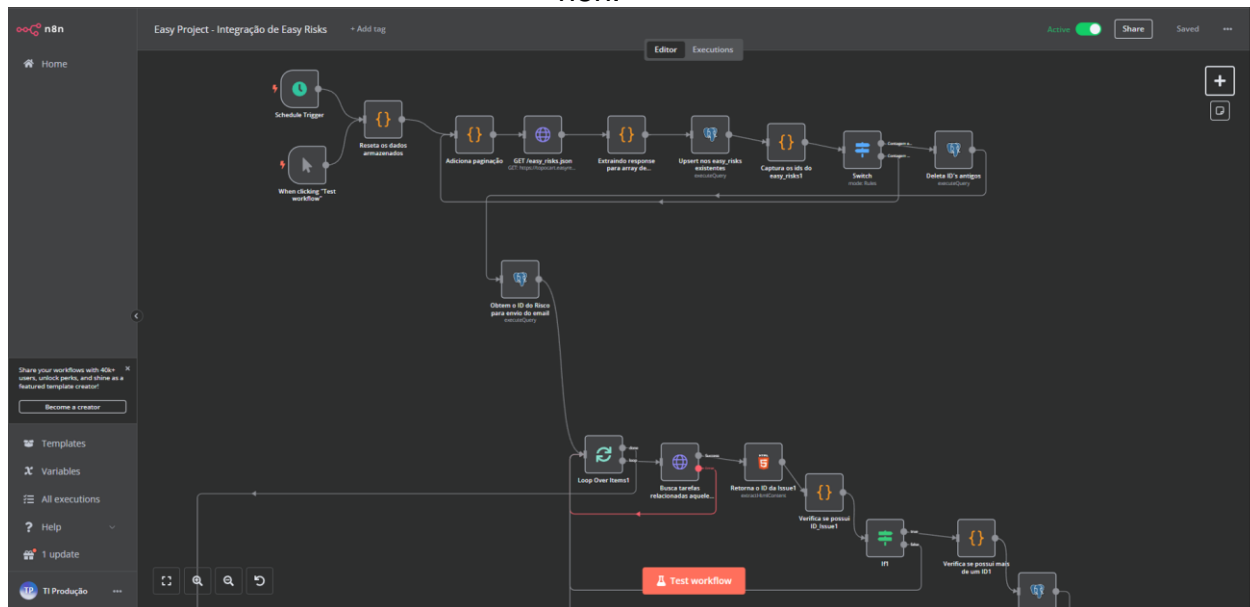 n8n
Easy Project - Integração de Easy Risks
+ Add tag
Active
Share
Saved
Editor
Executions
Home
Schedule Trigger
Reseta os dados
armazenados
When clicking "Test
workflow"
Adiciona paginação
GET /easy_risks.json
Extraindo response
para array de...
Upsert nos easy_risks
existentes
executeQuery
Captura os ids do
easy_risks1
Switch
mode: Rules
Deleta ID's antigos
executeQuery
Obtem o ID do Risco
para envio do email
executeQuery
Loop Over Items1
done
loop
Busca tarefas
relacionadas aquele...
Success
Retorna o ID da Issue1
extractHtmlContent
Verifica se possui
ID_Issue1
If1
true
false
Verifica se possui mais
de um ID1
Share your workflows with 40k+
users, unlock perks, and shine as a
featured template creator!
Become a creator
Templates
Variables
All executions
Help
1 update
TP
TI Produção
Test workflow